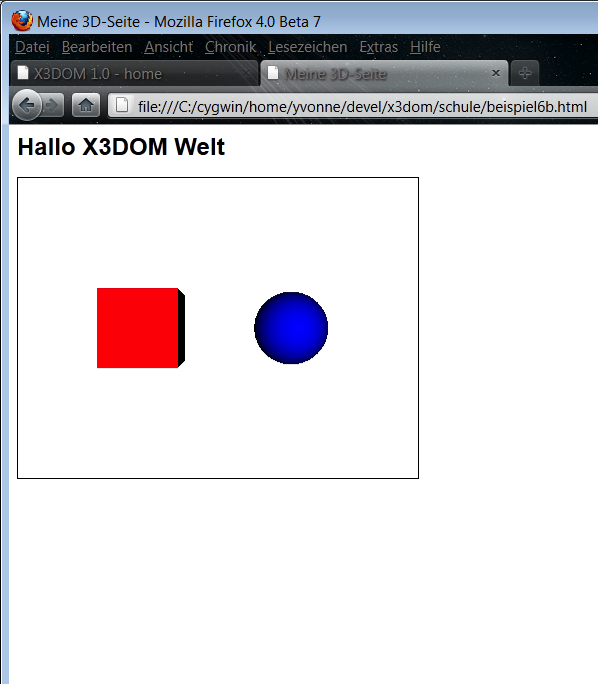 Meine 3D-Seite - Mozilla Firefox 4.0 Beta 7
Datei Bearbeiten Ansicht Chronik Lesezeichen Extras Hilfe
X3DOM 1.0 - home Meine 3D-Seite
file:///C:/cygwin/home/yvonne/devel/x3dom/schule/beispiel6b.html
Hallo X3DOM Welt